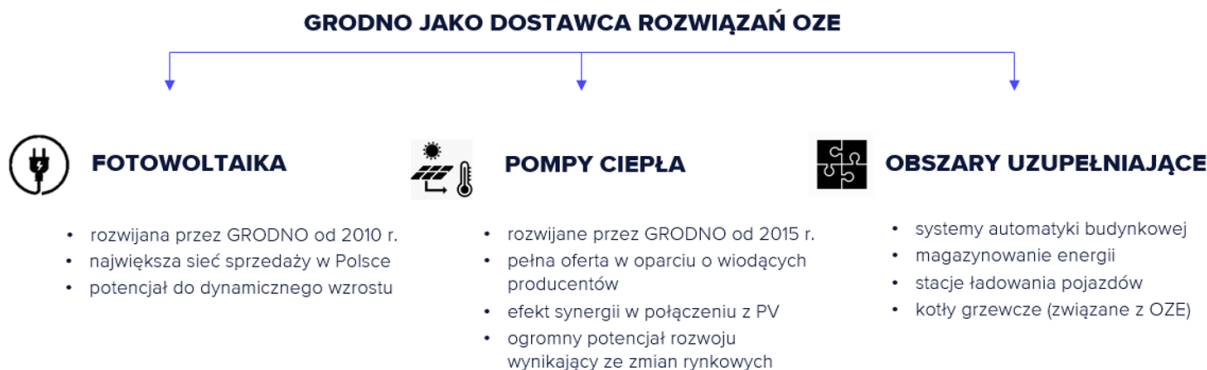 GRODNO JAKO DOSTAWCA ROZWIĄZAŃ OZE
FOTOWOLTAIKA
• rozwijana przez GRODNO od 2010 r.
• największa sieć sprzedaży w Polsce
• potencjał do dynamicznego wzrostu
POMPY CIEPŁA
• rozwijane przez GRODNO od 2015 r.
• pełna oferta w oparciu o wiodących
producentów
• efekt synergii w połączeniu z PV
• ogromny potencjał rozwoju
wynikający ze zmian rynkowych
OBSZARY UZUPEŁNIAJĄCE
• systemy automatyki budynkowej
• magazynowanie energii
• stacje ładowania pojazdów
• kotły grzewcze (związane z OZE)